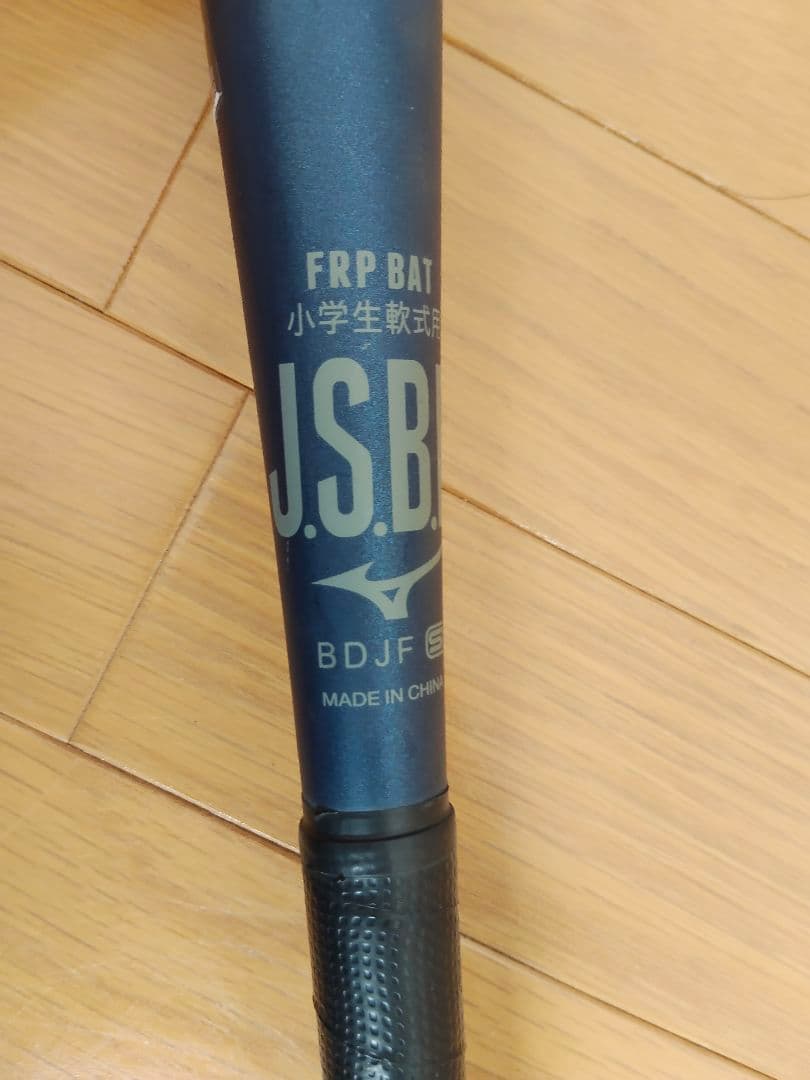 FRP BAT
小学生軟式用
J.S.B.
BDJF S
MADE IN CHINA